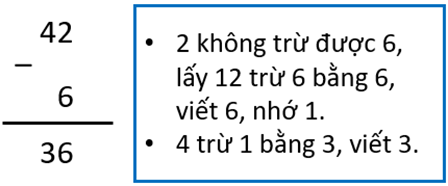 42
−
6
36
• 2 không trừ được 6,
lấy 12 trừ 6 bằng 6,
viết 6, nhớ 1.
• 4 trừ 1 bằng 3, viết 3.